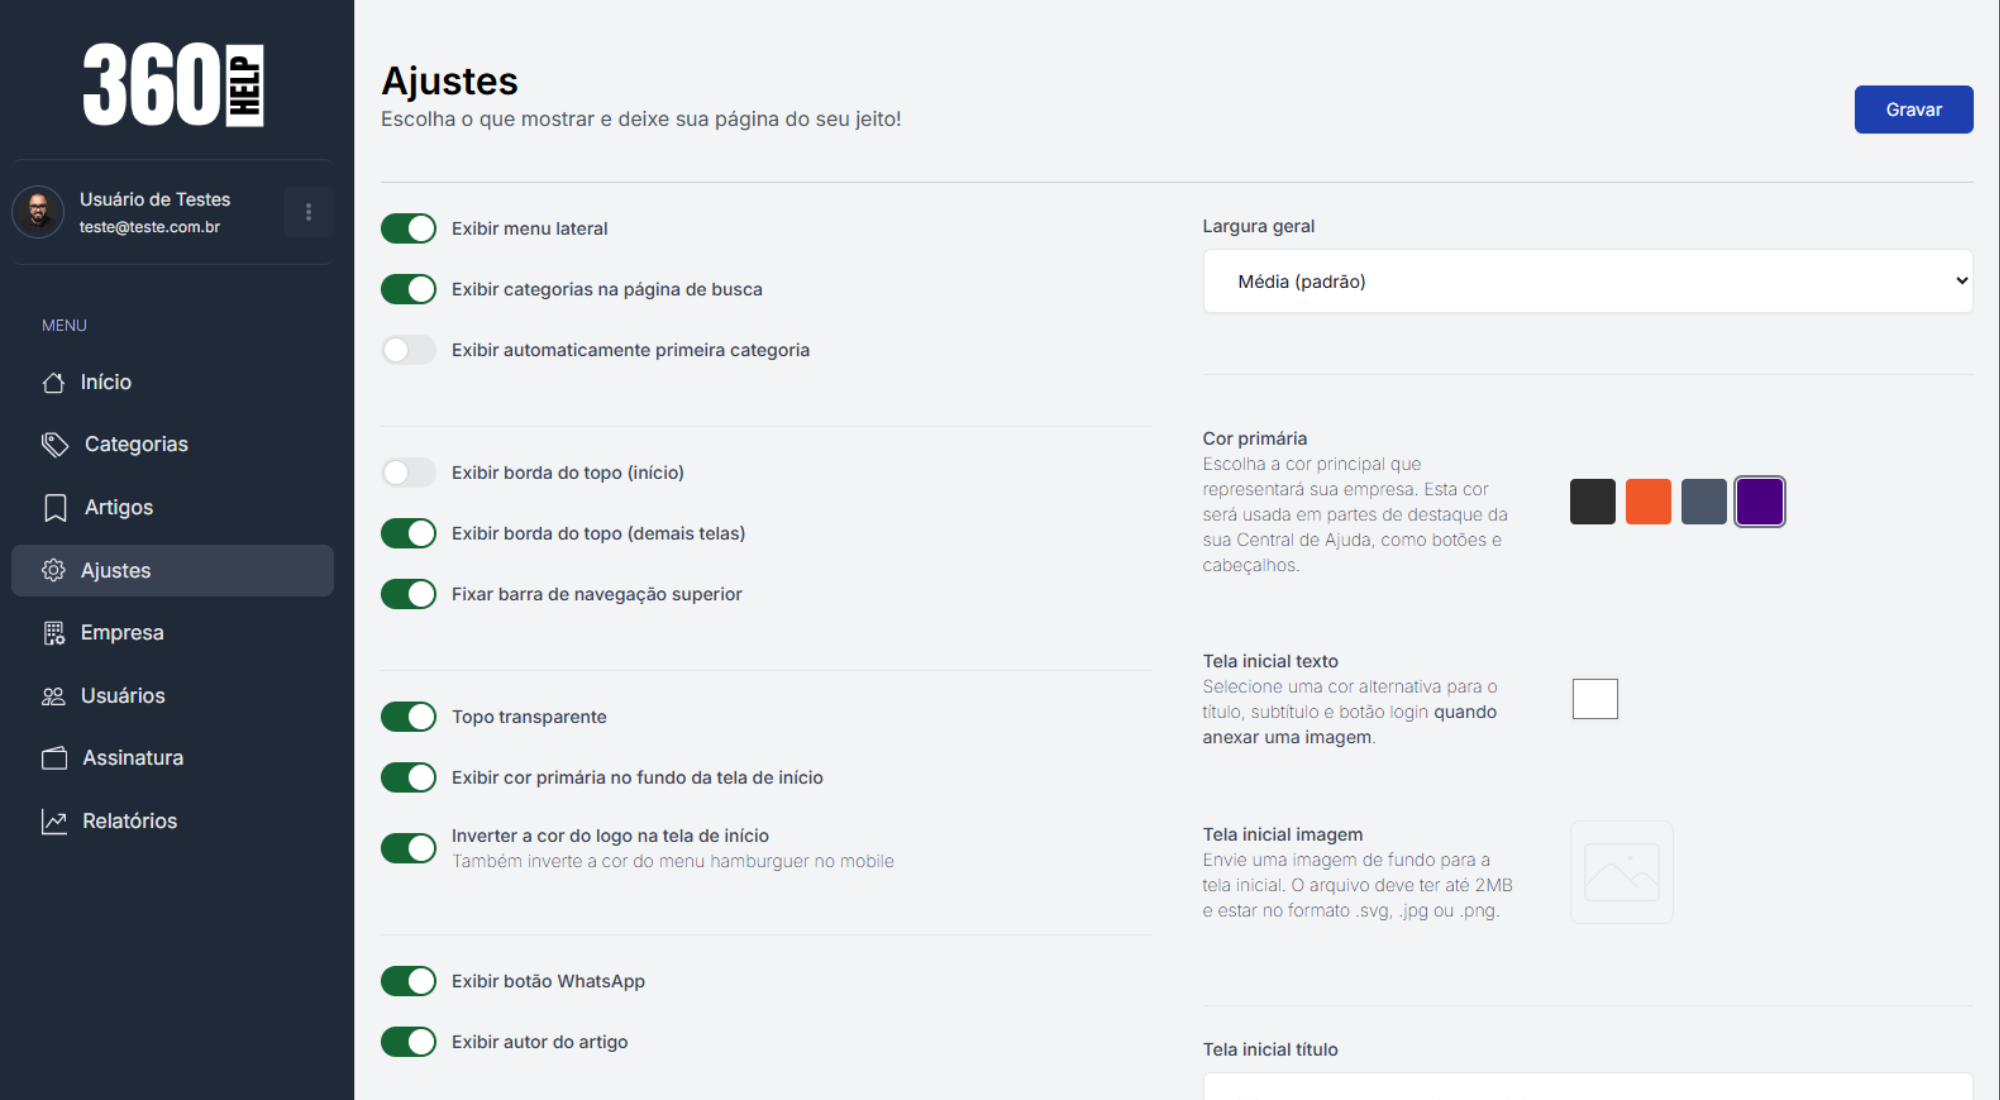 360
HELP
Usuário de Testes
teste@teste.com.br
MENU
Início
Categorias
Artigos
Ajustes
Empresa
Usuários
Assinatura
Relatórios
Ajustes
Escolha o que mostrar e deixe sua página do seu jeito!
Gravar
Exibir menu lateral
Exibir categorias na página de busca
Exibir automaticamente primeira categoria
Exibir borda do topo (início)
Exibir borda do topo (demais telas)
Fixar barra de navegação superior
Topo transparente
Exibir cor primária no fundo da tela de início
Inverter a cor do logo na tela de início
Também inverte a cor do menu hamburguer no mobile
Exibir botão WhatsApp
Exibir autor do artigo
Largura geral
Média (padrão)
Cor primária
Escolha a cor principal que
representará sua empresa. Esta cor
será usada em partes de destaque da
sua Central de Ajuda, como botões e
cabeçalhos.
Tela inicial texto
Selecione uma cor alternativa para o
título, subtítulo e botão login quando
anexar uma imagem.
Tela inicial imagem
Envie uma imagem de fundo para a
tela inicial. O arquivo deve ter até 2MB
e estar no formato .svg, .jpg ou .png.
Tela inicial título